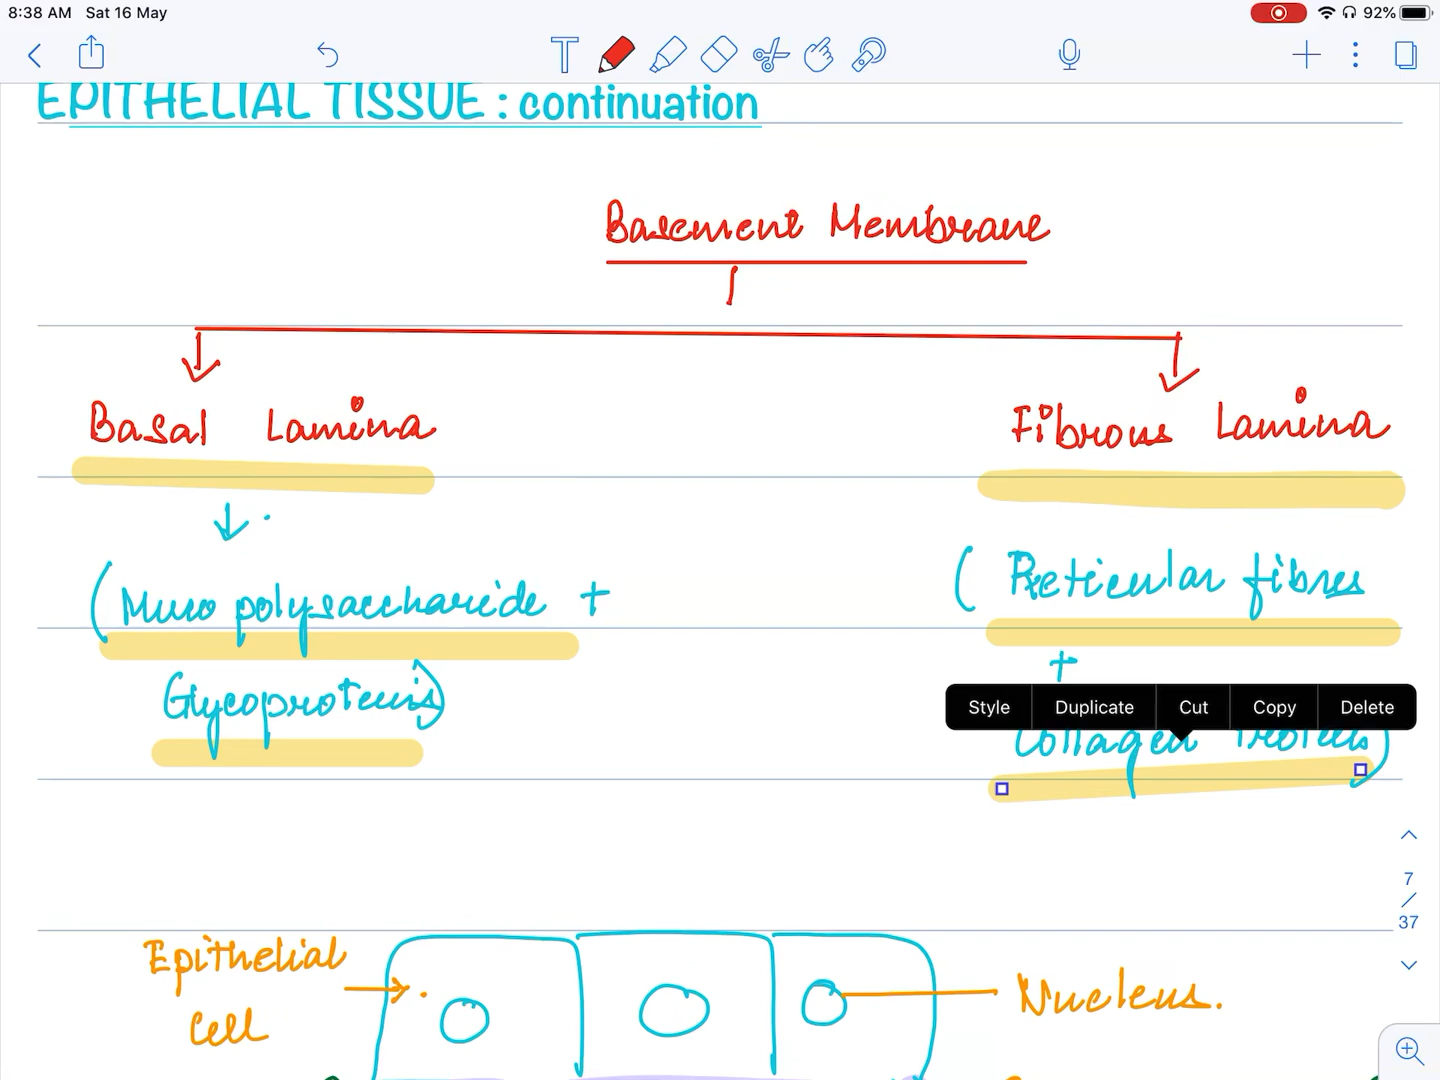 8:38 AM Sat 16 May 92%
EPITHELIAL TISSUE : continuation
Basement Membrane
Basal Lamina Fibrous Lamina
(Muco polysaccharide + ( Reticular fibres
Glycoproteins) +
Style Duplicate Cut Copy Delete
Collagen Proteins)
7
/
37
Epithelial
cell
Nucleus.